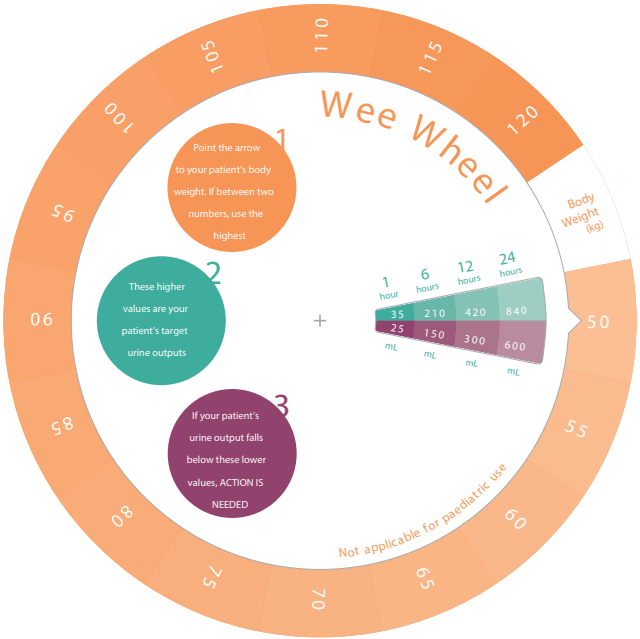 Wee Wheel
Body
Weight
(kg)
50
55
60
65
70
75
80
85
90
95
100
105
110
115
120
1
Point the arrow
to your patient's body
weight. If between two
numbers, use the
highest
2
These higher
values are your
patient's target
urine outputs
3
If your patient's
urine output falls
below these lower
values, ACTION IS
NEEDED
1 6 12 24
hour hours hours hours
35 210 420 840
25 150 300 600
mL mL mL mL
Not applicable for paediatric use